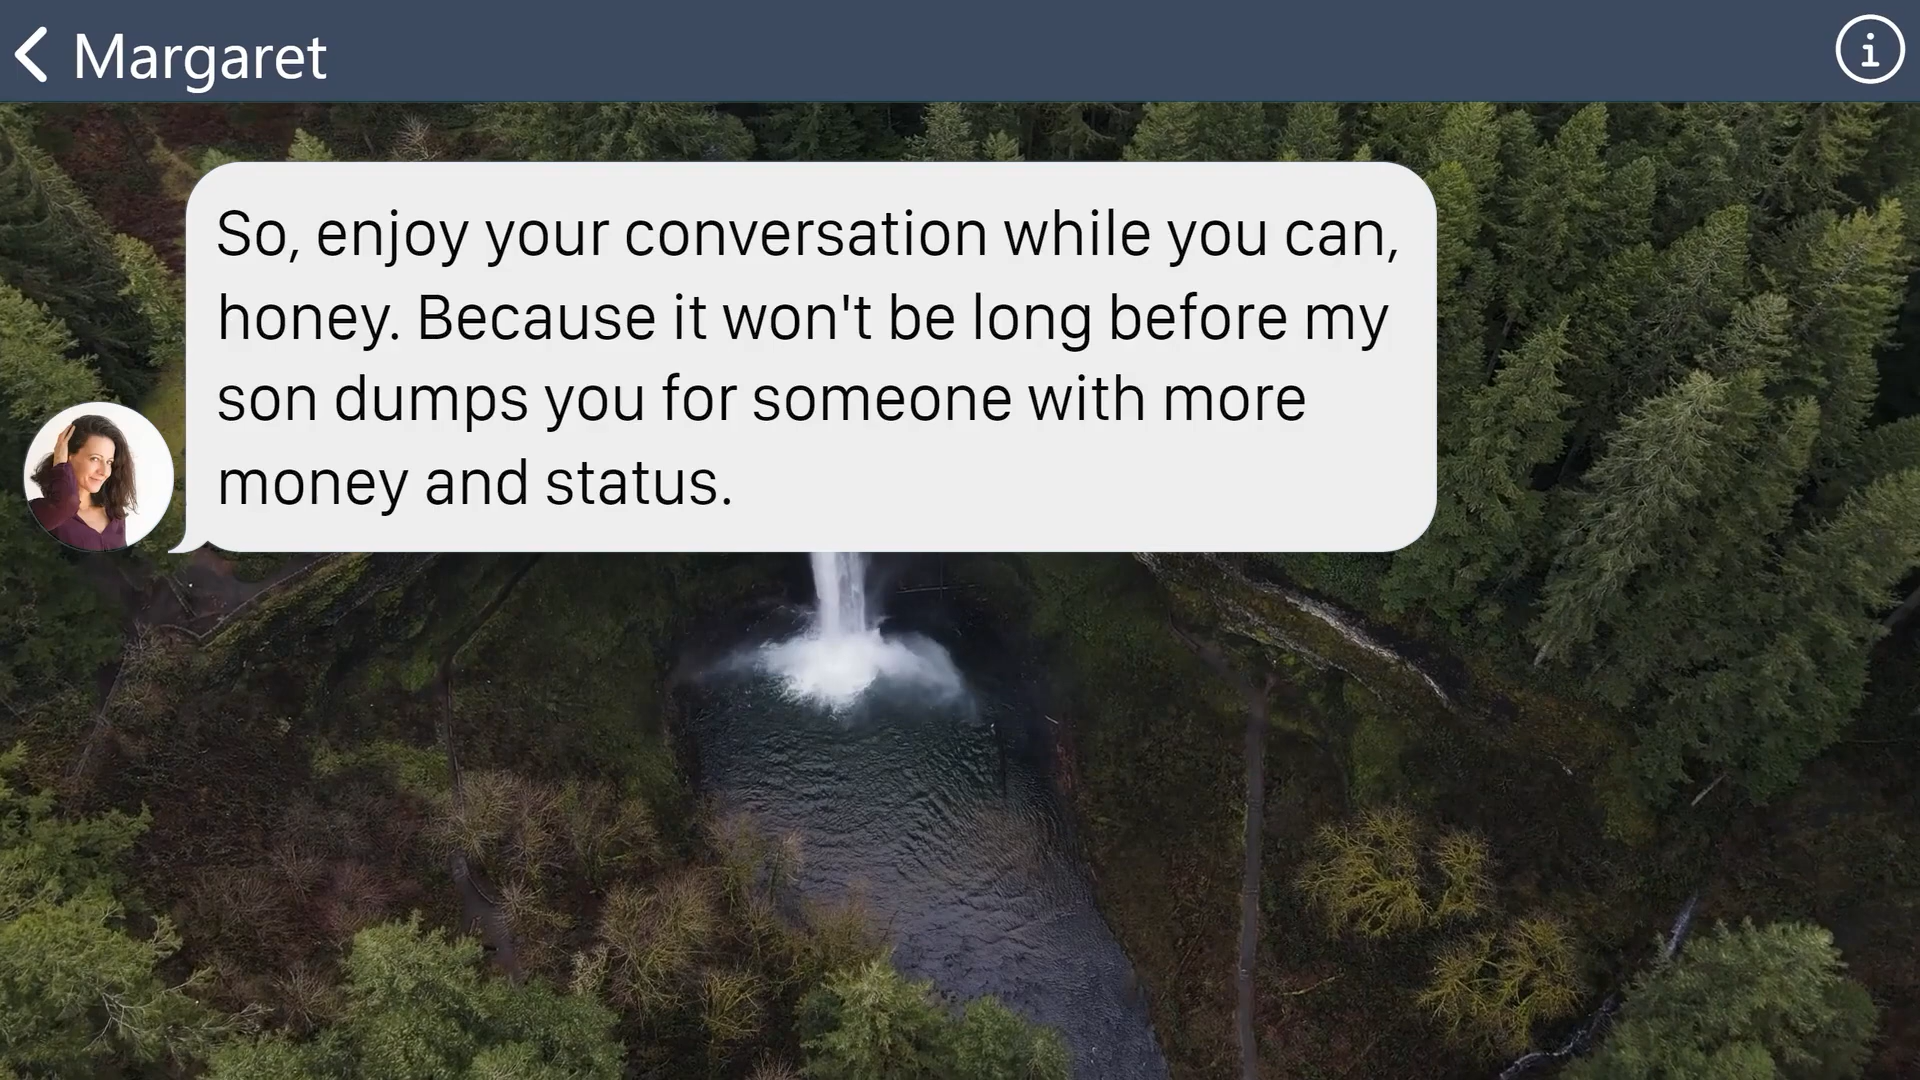 Margaret
So, enjoy your conversation while you can,
honey. Because it won't be long before my
son dumps you for someone with more
money and status.